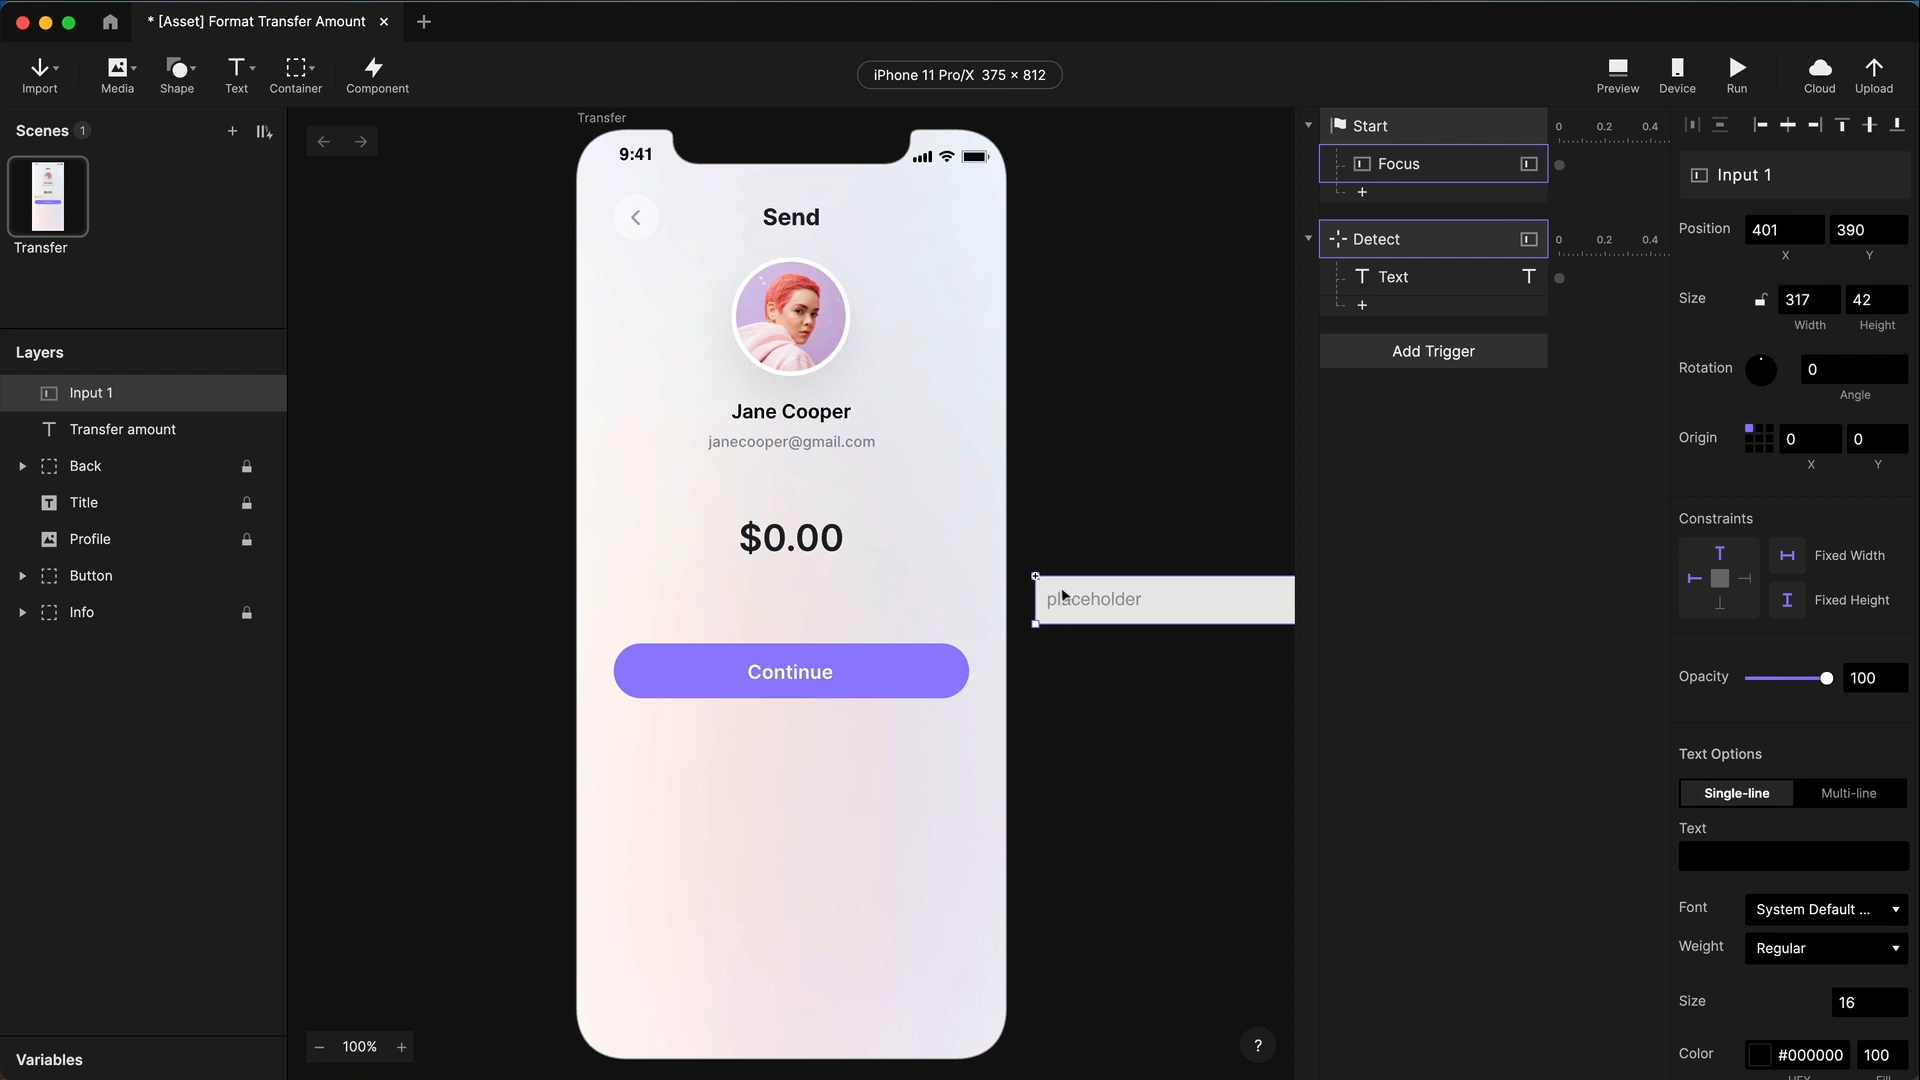 * [Asset] Format Transfer Amount
Import
Media
Shape
Text
Container
Component
iPhone 11 Pro/X 375 × 812
Preview
Device
Run
Cloud
Upload
Scenes 1
Transfer
Layers
Input 1
Transfer amount
Back
Title
Profile
Button
Info
Variables
Transfer
9:41
Send
Jane Cooper
janecooper@gmail.com
$0.00
placeholder
Continue
100%
?
Start
0 0.2 0.4
Focus
Detect
0 0.2 0.4
Text
Add Trigger
Input 1
Position 401 390
X Y
Size 317 42
Width Height
Rotation 0
Angle
Origin 0 0
X Y
Constraints
Fixed Width
Fixed Height
Opacity 100
Text Options
Single-line Multi-line
Text
Font System Default ...
Weight Regular
Size 16
Color #000000 100
HEX Fill